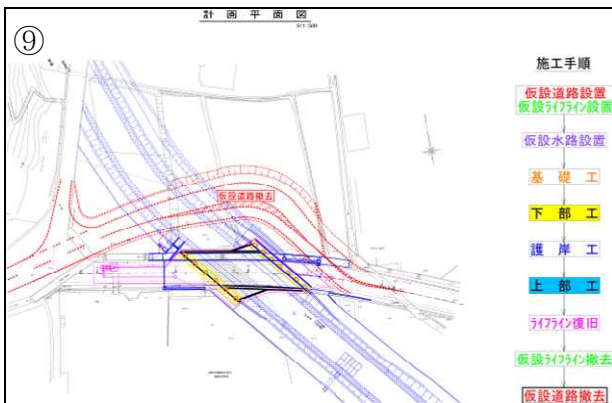 計画平面図
S=1:500
⑨
仮設道路撤去
施工手順
仮設道路設置
仮設ﾗｲﾌﾗｲﾝ設置
仮設水路設置
基礎工
下部工
護岸工
上部工
ﾗｲﾌﾗｲﾝ復旧
仮設ﾗｲﾌﾗｲﾝ撤去
仮設道路撤去